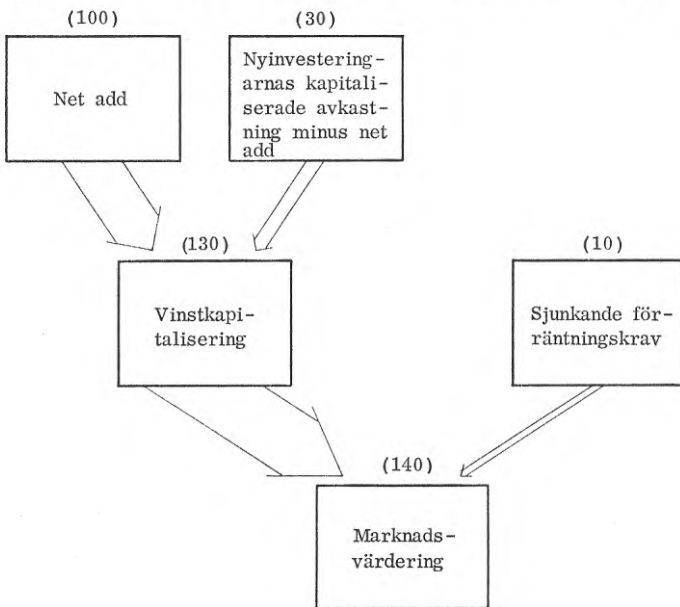 (100)
Net add
(30)
Nyinvestering-
arnas kapitali-
serade avkast-
ning minus net
add
(130)
Vinstkapi-
talisering
(10)
Sjunkande för-
räntningskrav
(140)
Marknads-
värdering